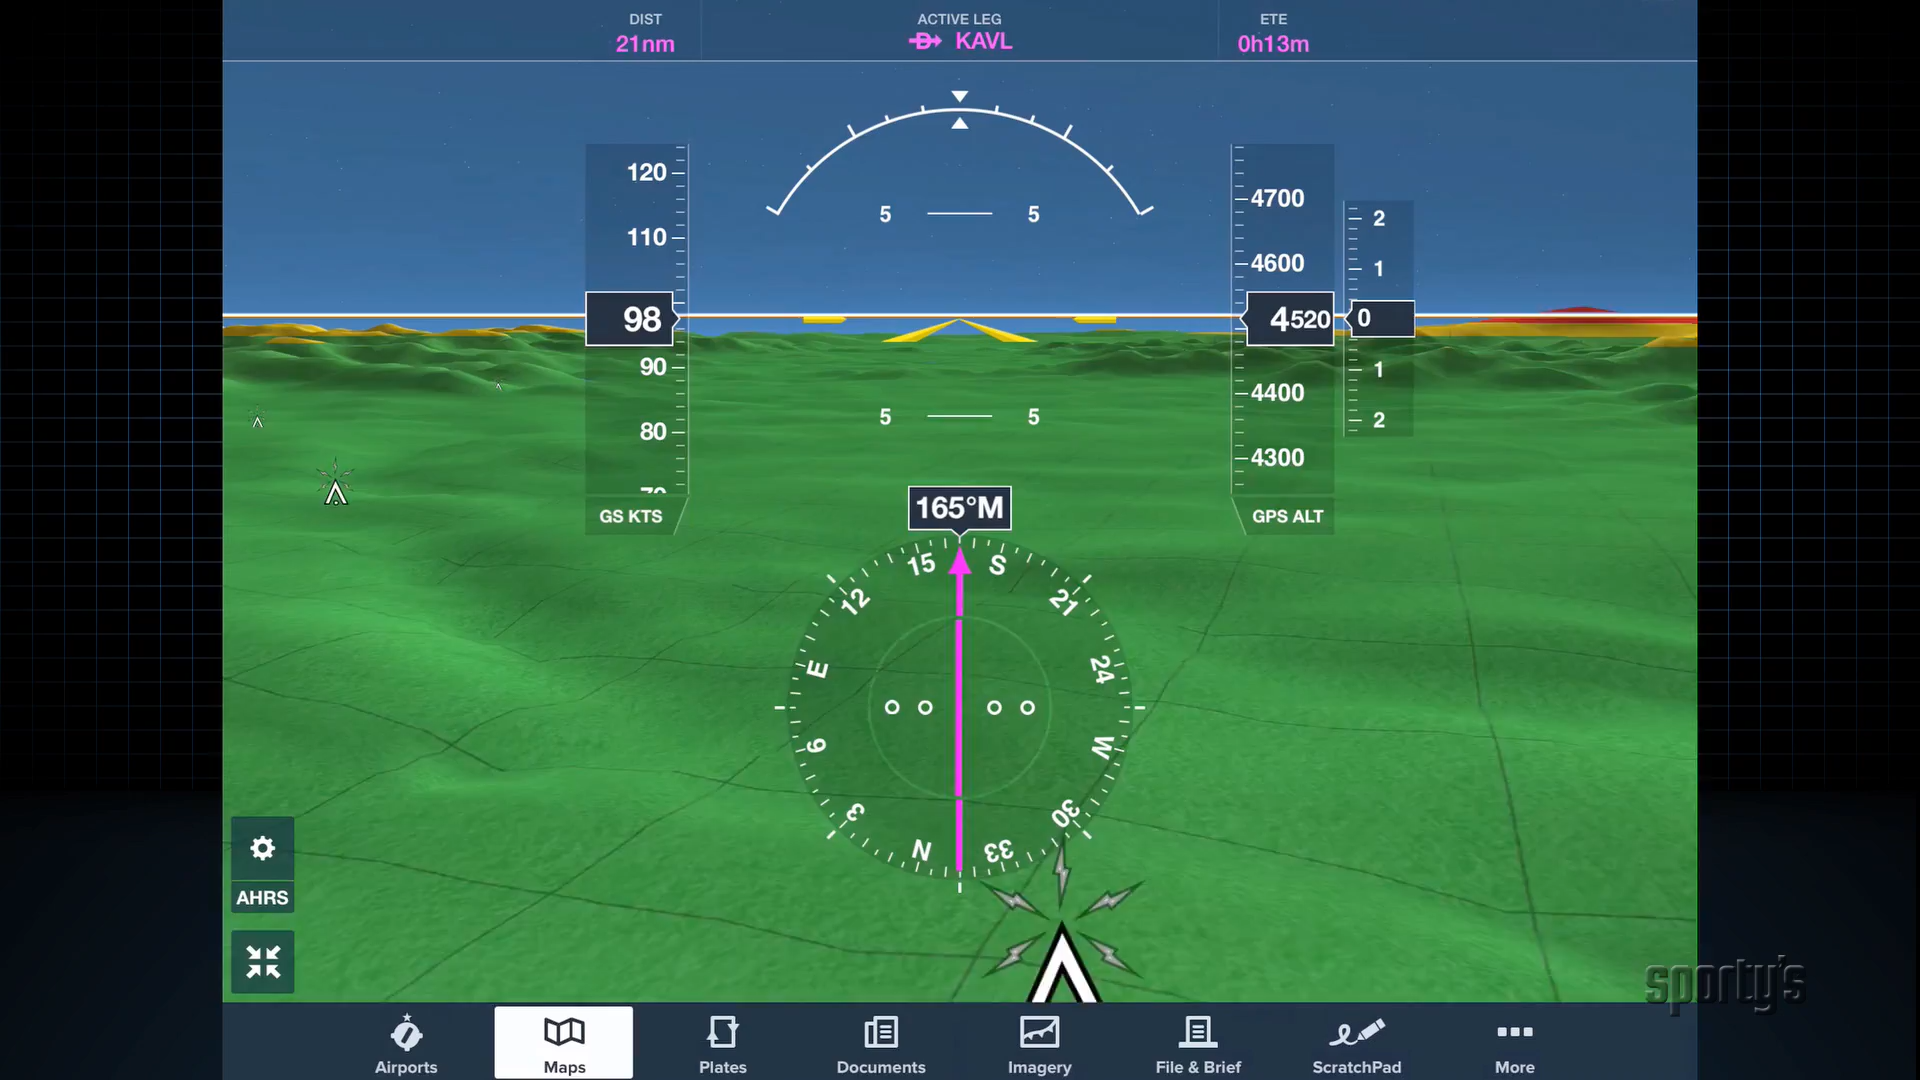 DIST
21nm
ACTIVE LEG
D KAVL
ETE
0h13m
120
110
98
90
80
70
GS KTS
5 5
5 5
4700
4600
4520
4400
4300
GPS ALT
2
1
0
1
2
165°M
15 S
12 21
E 24
6 W
3 30
N 33
AHRS
sporty's
Airports
Maps
Plates
Documents
Imagery
File & Brief
ScratchPad
More